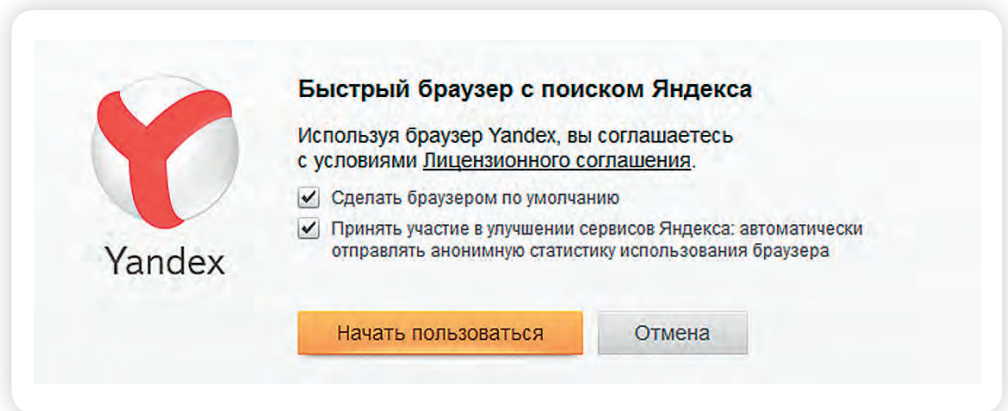 Быстрый браузер с поиском Яндекса
Используя браузер Yandex, вы соглашаетесь
с условиями Лицензионного соглашения.
Сделать браузером по умолчанию
Принять участие в улучшении сервисов Яндекса: автоматически
отправлять анонимную статистику использования браузера
Yandex
Начать пользоваться
Отмена